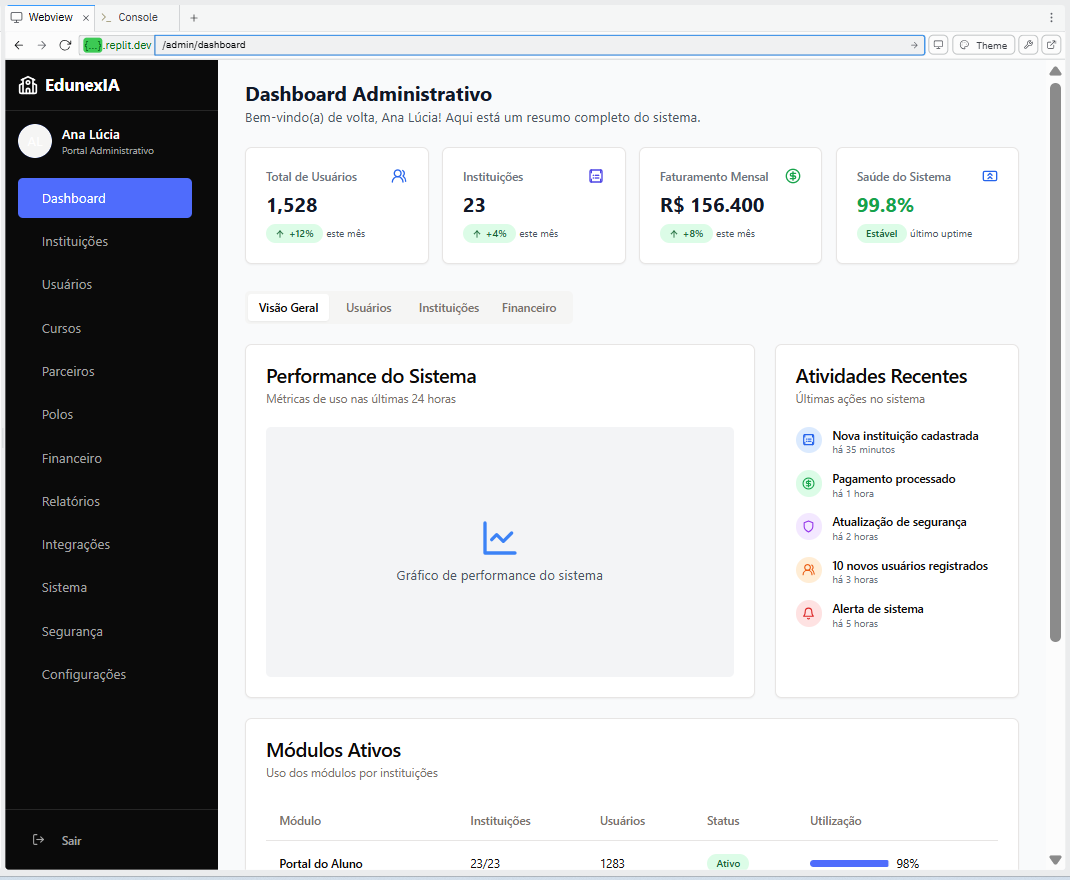 Webview
Console
{...}.replit.dev /admin/dashboard
Theme
EdunexIA
Ana Lúcia
Portal Administrativo
Dashboard
Instituições
Usuários
Cursos
Parceiros
Polos
Financeiro
Relatórios
Integrações
Sistema
Segurança
Configurações
Sair
Dashboard Administrativo
Bem-vindo(a) de volta, Ana Lúcia! Aqui está um resumo completo do sistema.
Total de Usuários
1,528
+12% este mês
Instituições
23
+4% este mês
Faturamento Mensal
R$ 156.400
+8% este mês
Saúde do Sistema
99.8%
Estável último uptime
Visão Geral Usuários Instituições Financeiro
Performance do Sistema
Métricas de uso nas últimas 24 horas
Gráfico de performance do sistema
Atividades Recentes
Últimas ações no sistema
Nova instituição cadastrada
há 35 minutos
Pagamento processado
há 1 hora
Atualização de segurança
há 2 horas
10 novos usuários registrados
há 3 horas
Alerta de sistema
há 5 horas
Módulos Ativos
Uso dos módulos por instituições
Módulo Instituições Usuários Status Utilização
Portal do Aluno 23/23 1283 Ativo 98%